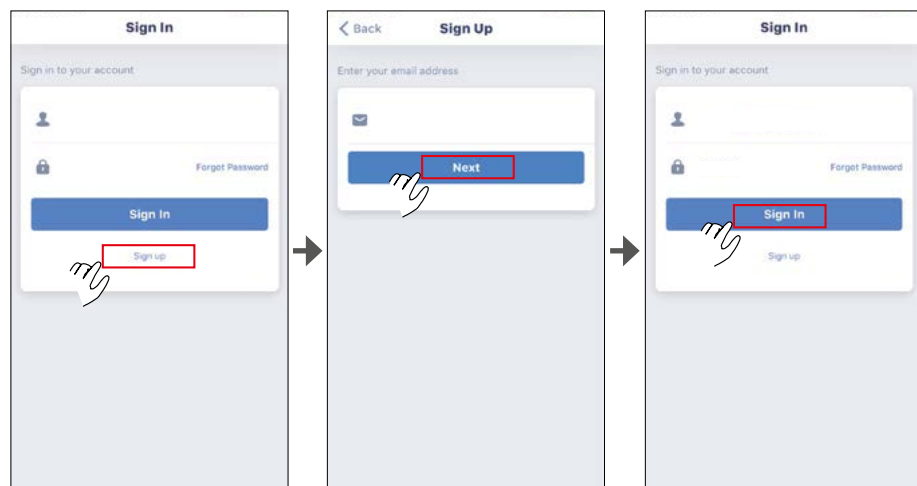 Sign In
Sign in to your account
Forgot Password
Sign In
Sign up
Back
Sign Up
Enter your email address
Next
Sign In
Sign in to your account
Forgot Password
Sign In
Sign up